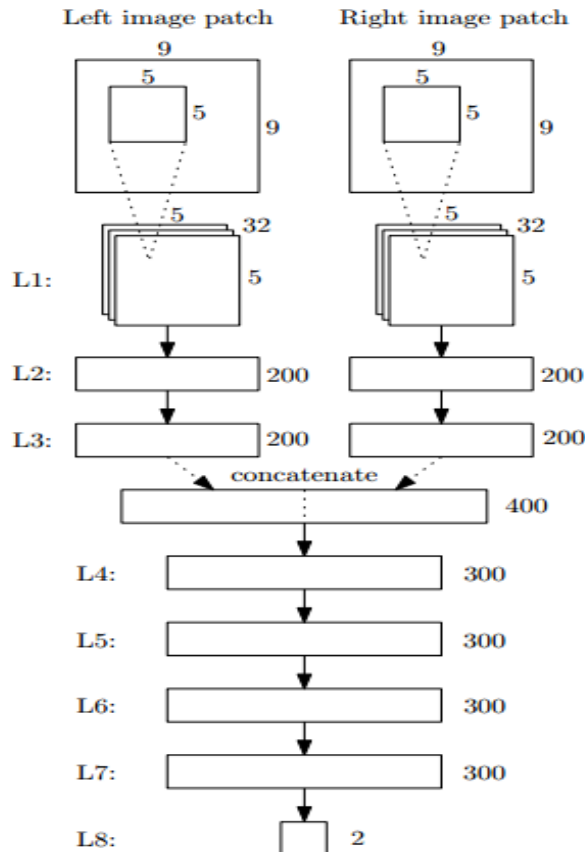 Left image patch Right image patch
9 9
5 5
5 5
9 9
5 5
32 32
L1: 5 5
L2: 200 200
L3: 200 200
concatenate
400
L4: 300
L5: 300
L6: 300
L7: 300
L8: 2